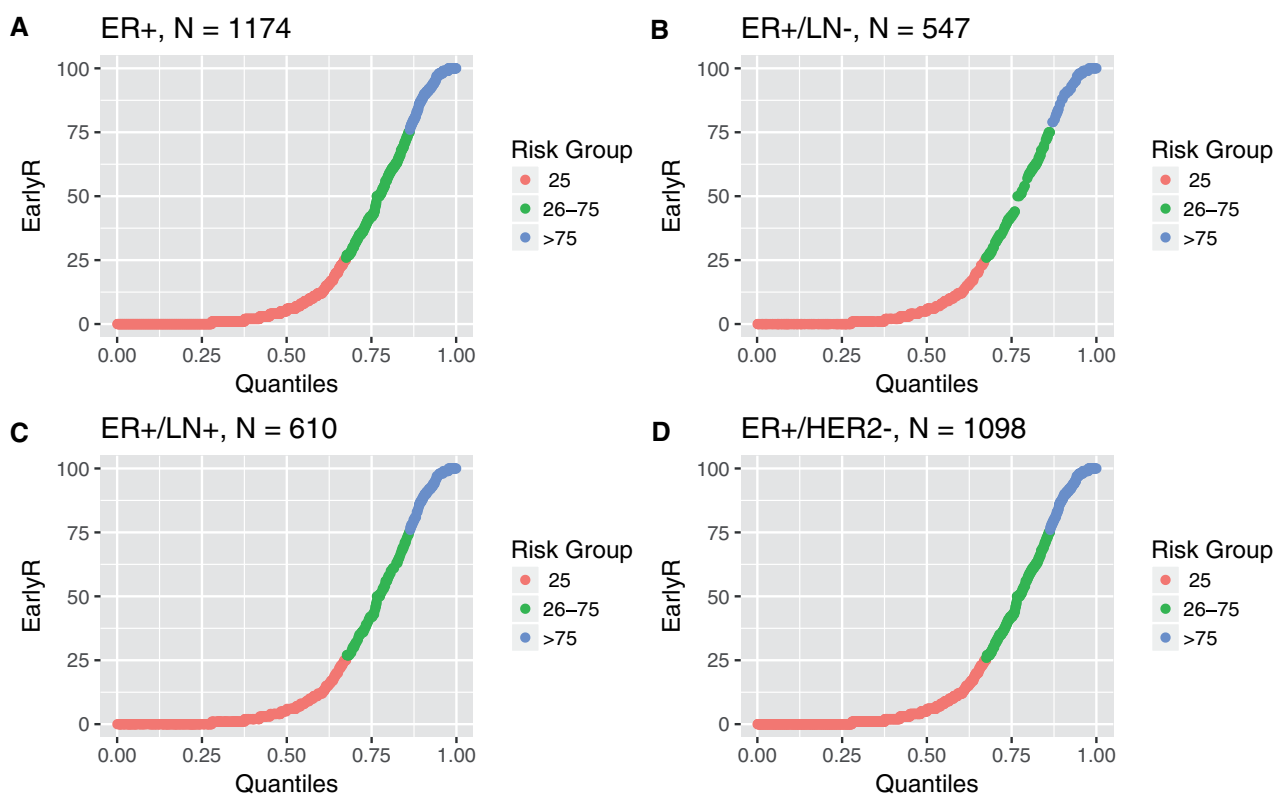 A
ER+, N = 1174
100
75
50
25
0
EarlyR
0.00 0.25 0.50 0.75 1.00
Quantiles
Risk Group
25
26–75
>75
B
ER+/LN-, N = 547
100
75
50
25
0
EarlyR
0.00 0.25 0.50 0.75 1.00
Quantiles
Risk Group
25
26–75
>75
C
ER+/LN+, N = 610
100
75
50
25
0
EarlyR
0.00 0.25 0.50 0.75 1.00
Quantiles
Risk Group
25
26–75
>75
D
ER+/HER2-, N = 1098
100
75
50
25
0
EarlyR
0.00 0.25 0.50 0.75 1.00
Quantiles
Risk Group
25
26–75
>75